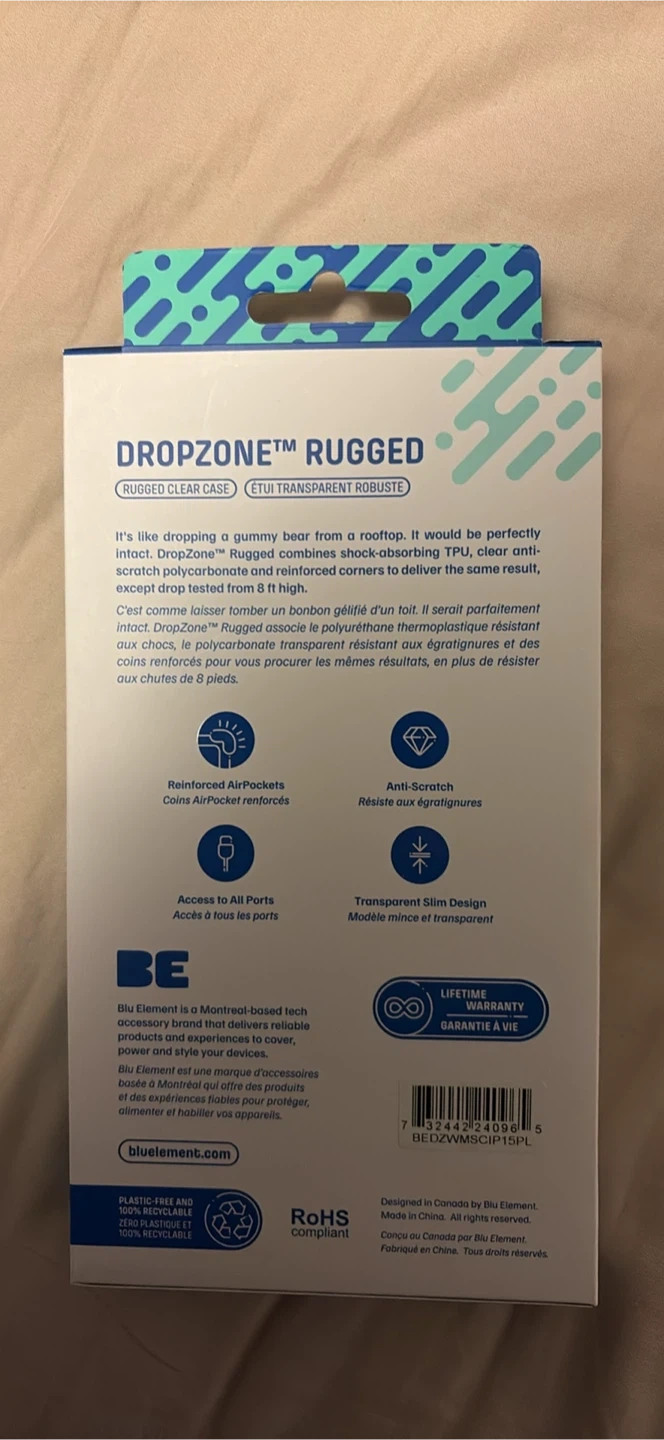 DROPZONE™ RUGGED
RUGGED CLEAR CASE
ÉTUI TRANSPARENT ROBUSTE
It's like dropping a gummy bear from a rooftop. It would be perfectly
intact. DropZone™ Rugged combines shock-absorbing TPU, clear anti-
scratch polycarbonate and reinforced corners to deliver the same result,
except drop tested from 8 ft high.
C'est comme laisser tomber un bonbon gélifié d'un toit. Il serait parfaitement
intact. DropZone™ Rugged associe le polyuréthane thermoplastique résistant
aux chocs, le polycarbonate transparent résistant aux égratignures et des
coins renforcés pour vous procurer les mêmes résultats, en plus de résister
aux chutes de 8 pieds.
Reinforced AirPockets
Coins AirPocket renforcés
Anti-Scratch
Résiste aux égratignures
Access to All Ports
Accès à tous les ports
Transparent Slim Design
Modèle mince et transparent
BE
Blu Element is a Montreal-based tech
accessory brand that delivers reliable
products and experiences to cover,
power and style your devices.
Blu Element est une marque d'accessoires
basée à Montréal qui offre des produits
et des expériences fiables pour protéger,
alimenter et habiller vos appareils.
bluelement.com
LIFETIME
WARRANTY
GARANTIE À VIE
7 32442 24096 5
BEDZWMSCIP15PL
PLASTIC-FREE AND
100% RECYCLABLE
ZÉRO PLASTIQUE ET
100% RECYCLABLE
RoHS
compliant
Designed in Canada by Blu Element.
Made in China. All rights reserved.
Conçu au Canada par Blu Element.
Fabriqué en Chine. Tous droits réservés.